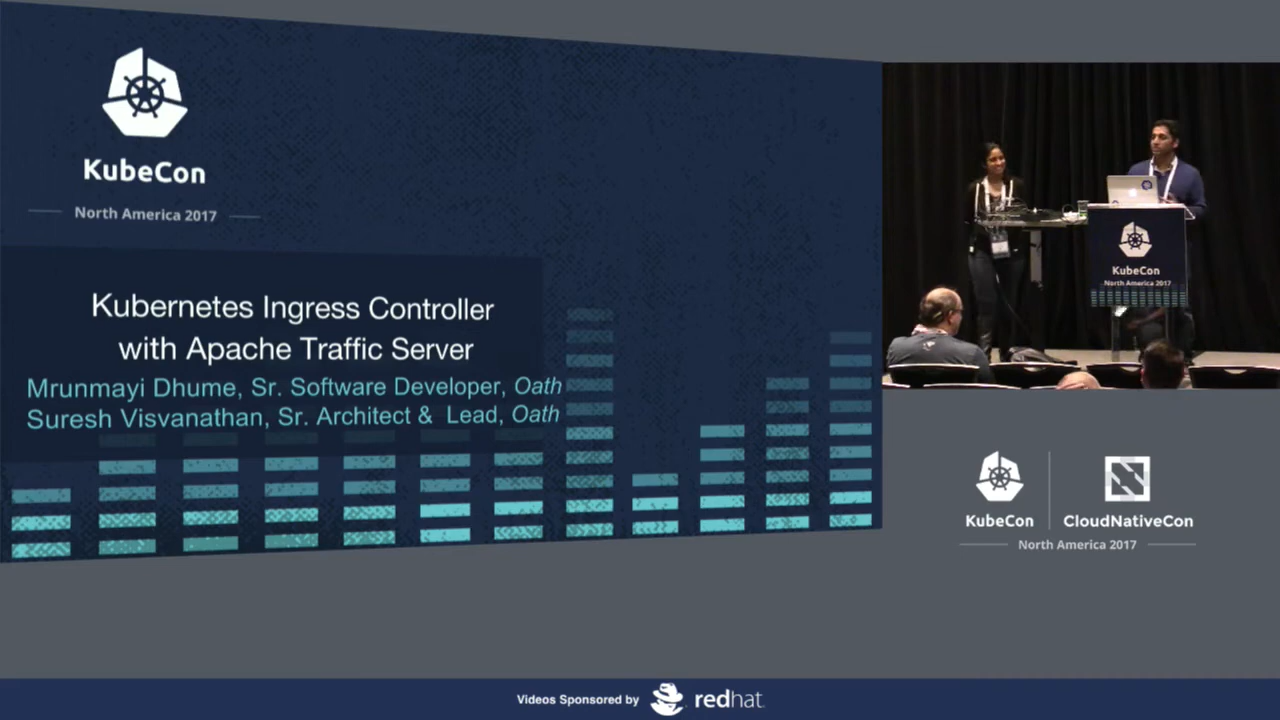 KubeCon
North America 2017
Kubernetes Ingress Controller
with Apache Traffic Server
Mrunmayi Dhume, Sr. Software Developer, Oath
Suresh Visvanathan, Sr. Architect & Lead, Oath
KubeCon
North America 2017
KubeCon
CloudNativeCon
North America 2017
Videos Sponsored by
redhat.